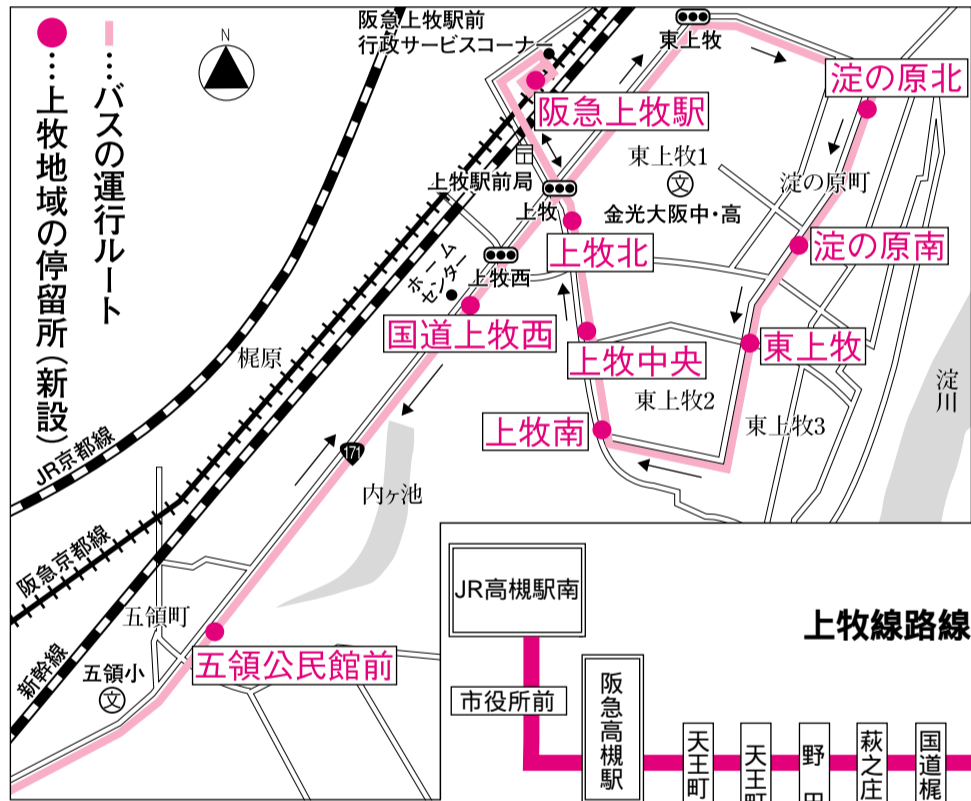 ●…上牧地域の停留所(新設)
…バスの運行ルート
N
阪急上牧駅前
行政サービスコーナー
東上牧
淀の原北
阪急上牧駅
東上牧1
文
金光大阪中・高
淀の原町
上牧駅前局
上牧
上牧北
淀の原南
上牧西
ホーム
センター
国道上牧西
梶原
上牧中央
東上牧
東上牧2
東上牧3
淀川
上牧南
JR京都線
171
内ヶ池
阪急京都線
新幹線
五領町
五領小
文
五領公民館前
上牧線路線
JR高槻駅南
市役所前
阪急高槻駅
天王町
天王町
野田
萩之庄
国道梶